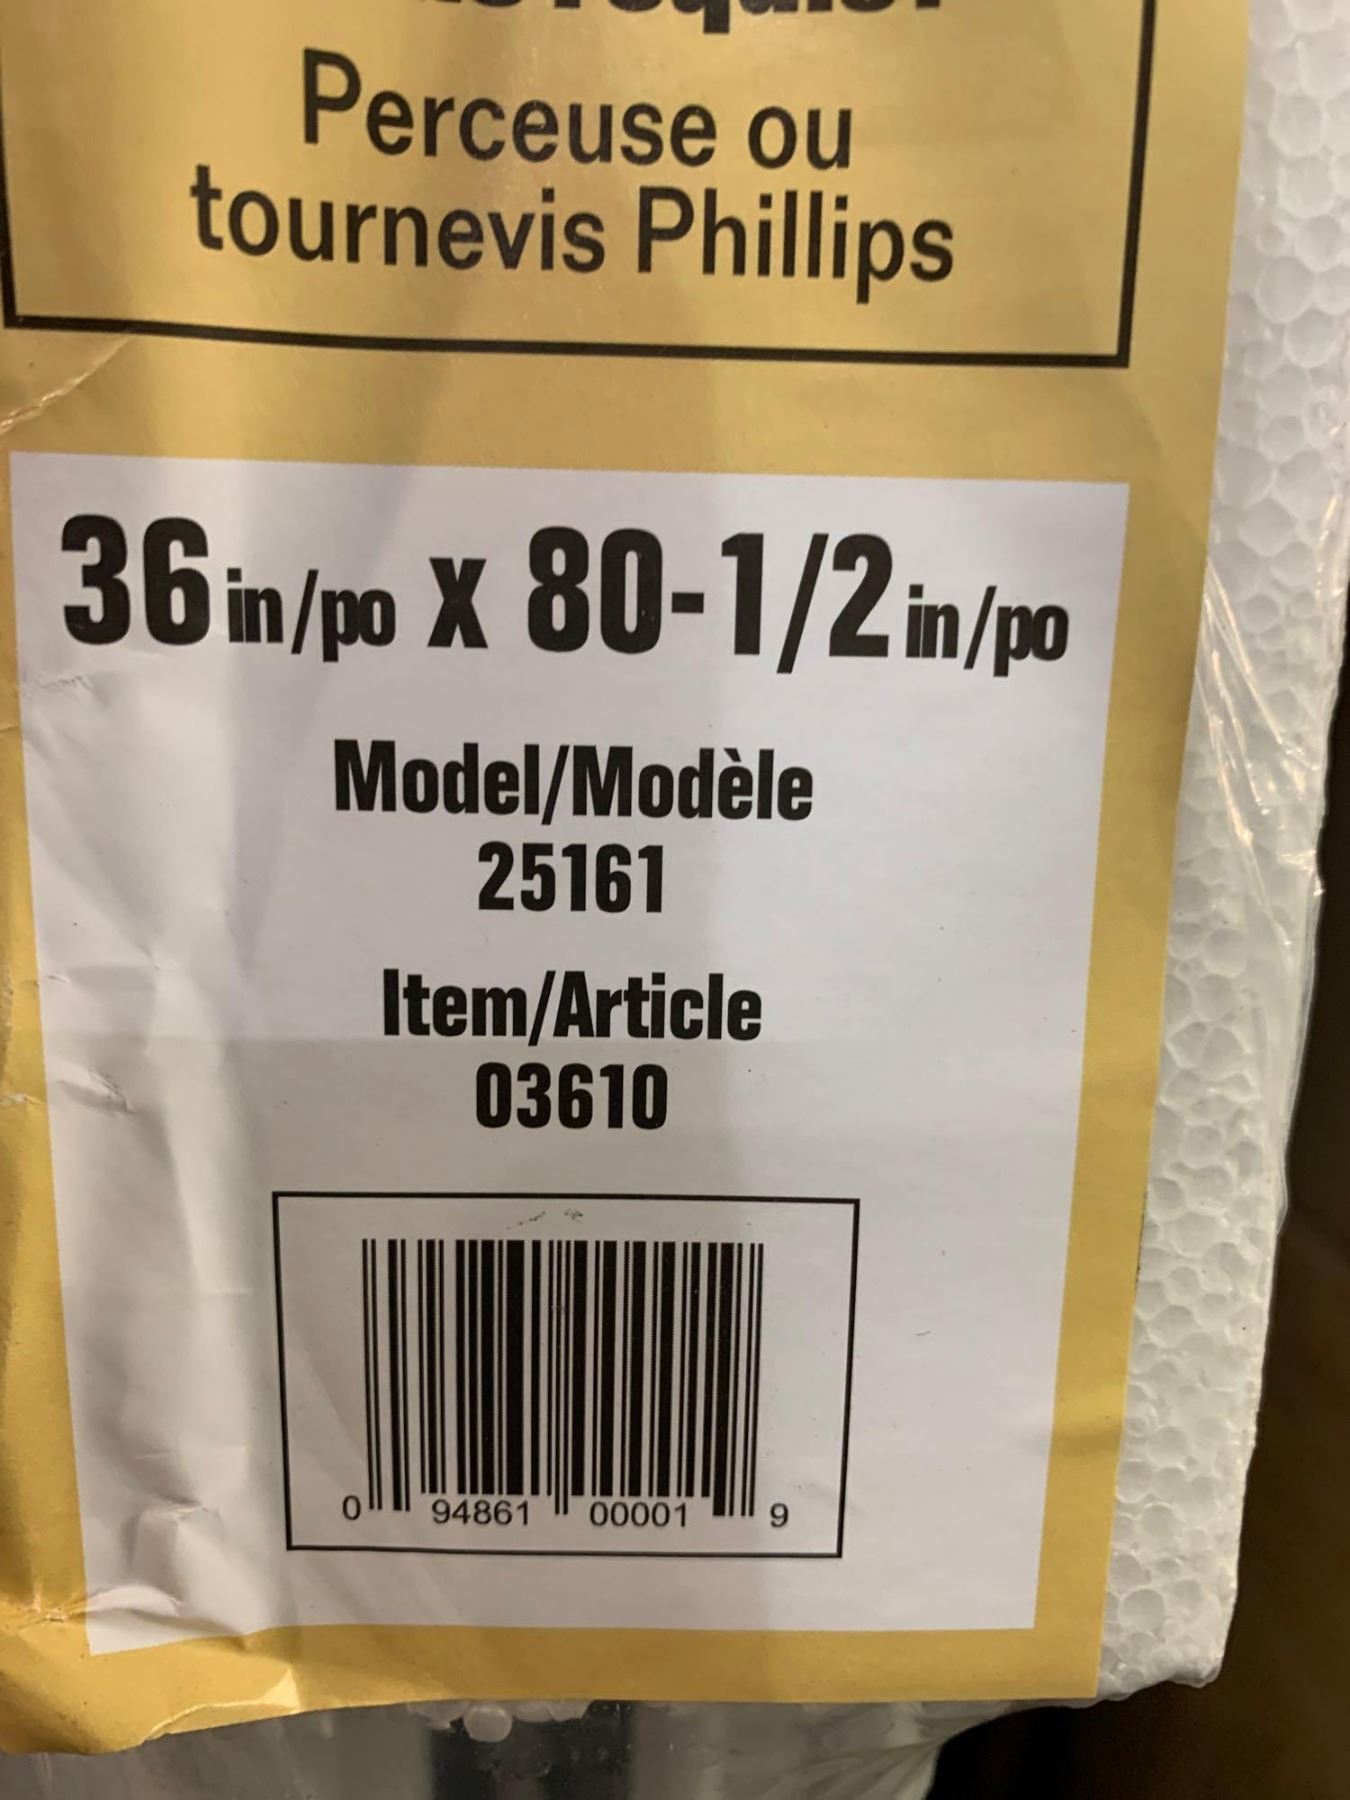 Perceuse ou
tournevis Phillips
36 in/po x 80-1/2 in/po
Model/Modèle
25161
Item/Article
03610
0 94861 00001 9